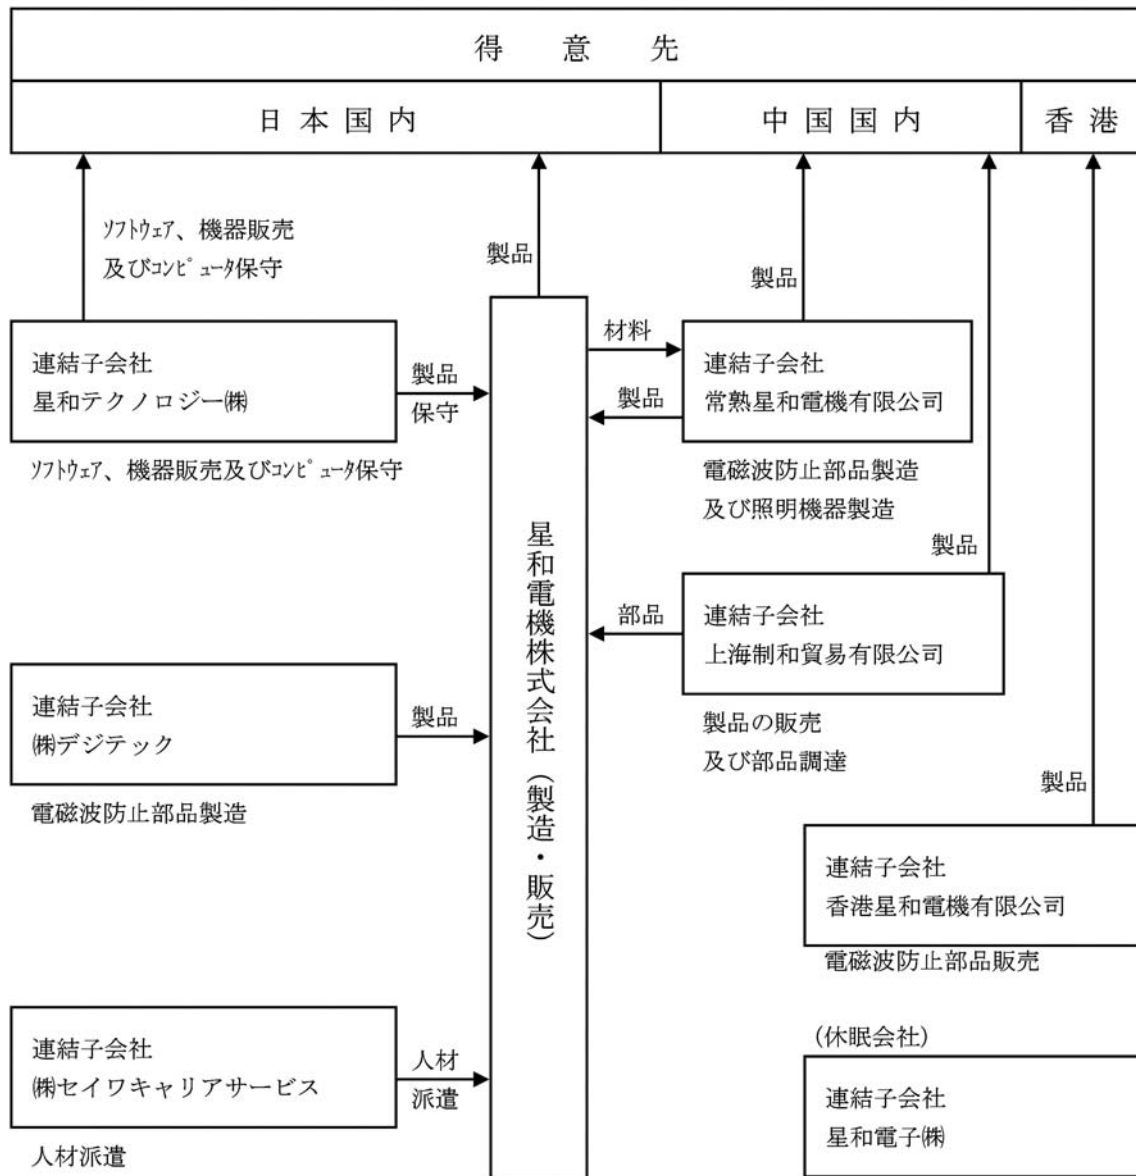 得意先
日本国内
中国国内
香港
ｿﾌﾄｳｪｱ、機器販売
及びｺﾝﾋﾟｭｰﾀ保守
製品
製品
連結子会社
星和テクノロジー㈱
製品
保守
ｿﾌﾄｳｪｱ、機器販売及びｺﾝﾋﾟｭｰﾀ保守
材料
製品
連結子会社
常熟星和電機有限公司
電磁波防止部品製造
及び照明機器製造
製品
星和電機株式会社（製造・販売）
部品
連結子会社
上海制和貿易有限公司
製品の販売
及び部品調達
連結子会社
㈱デジテック
製品
電磁波防止部品製造
製品
連結子会社
香港星和電機有限公司
電磁波防止部品販売
連結子会社
㈱セイワキャリアサービス
人材
派遣
人材派遣
(休眠会社)
連結子会社
星和電子㈱